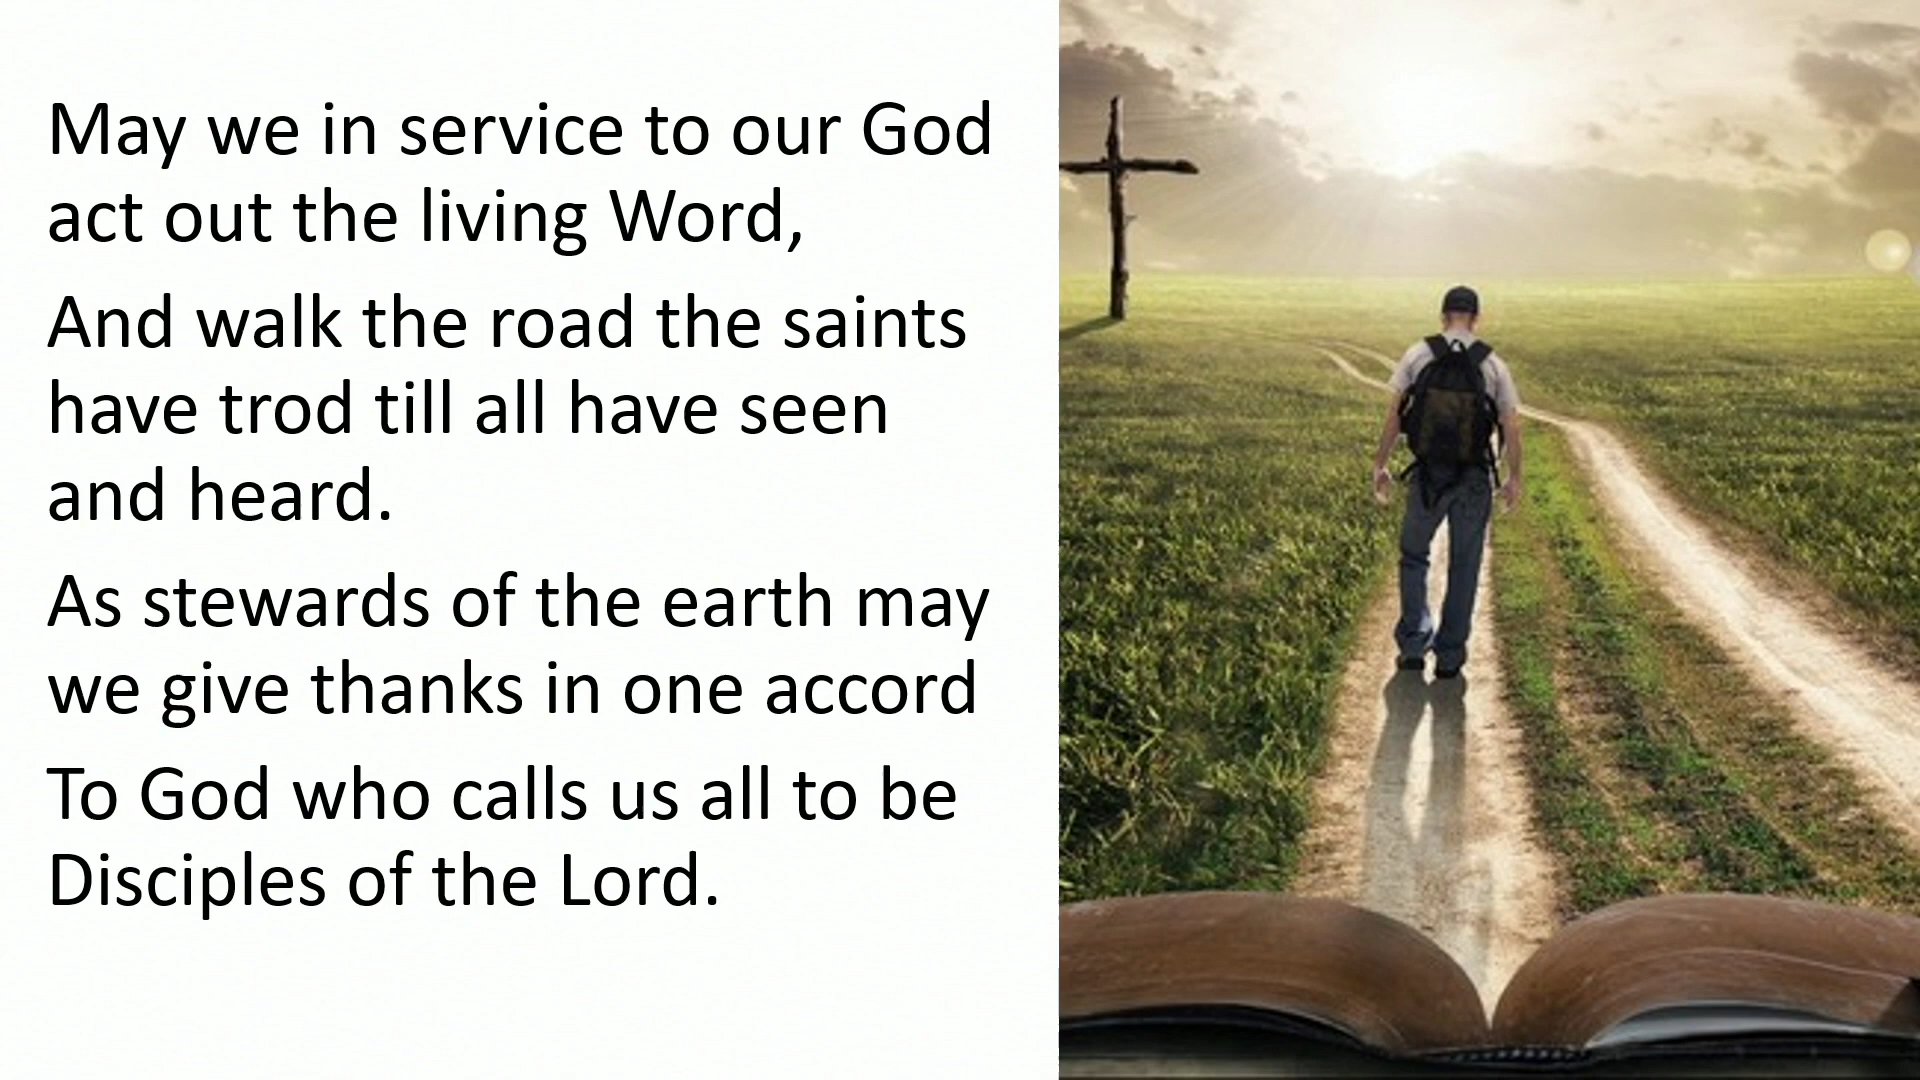 May we in service to our God
act out the living Word,
And walk the road the saints
have trod till all have seen
and heard.
As stewards of the earth may
we give thanks in one accord
To God who calls us all to be
Disciples of the Lord.